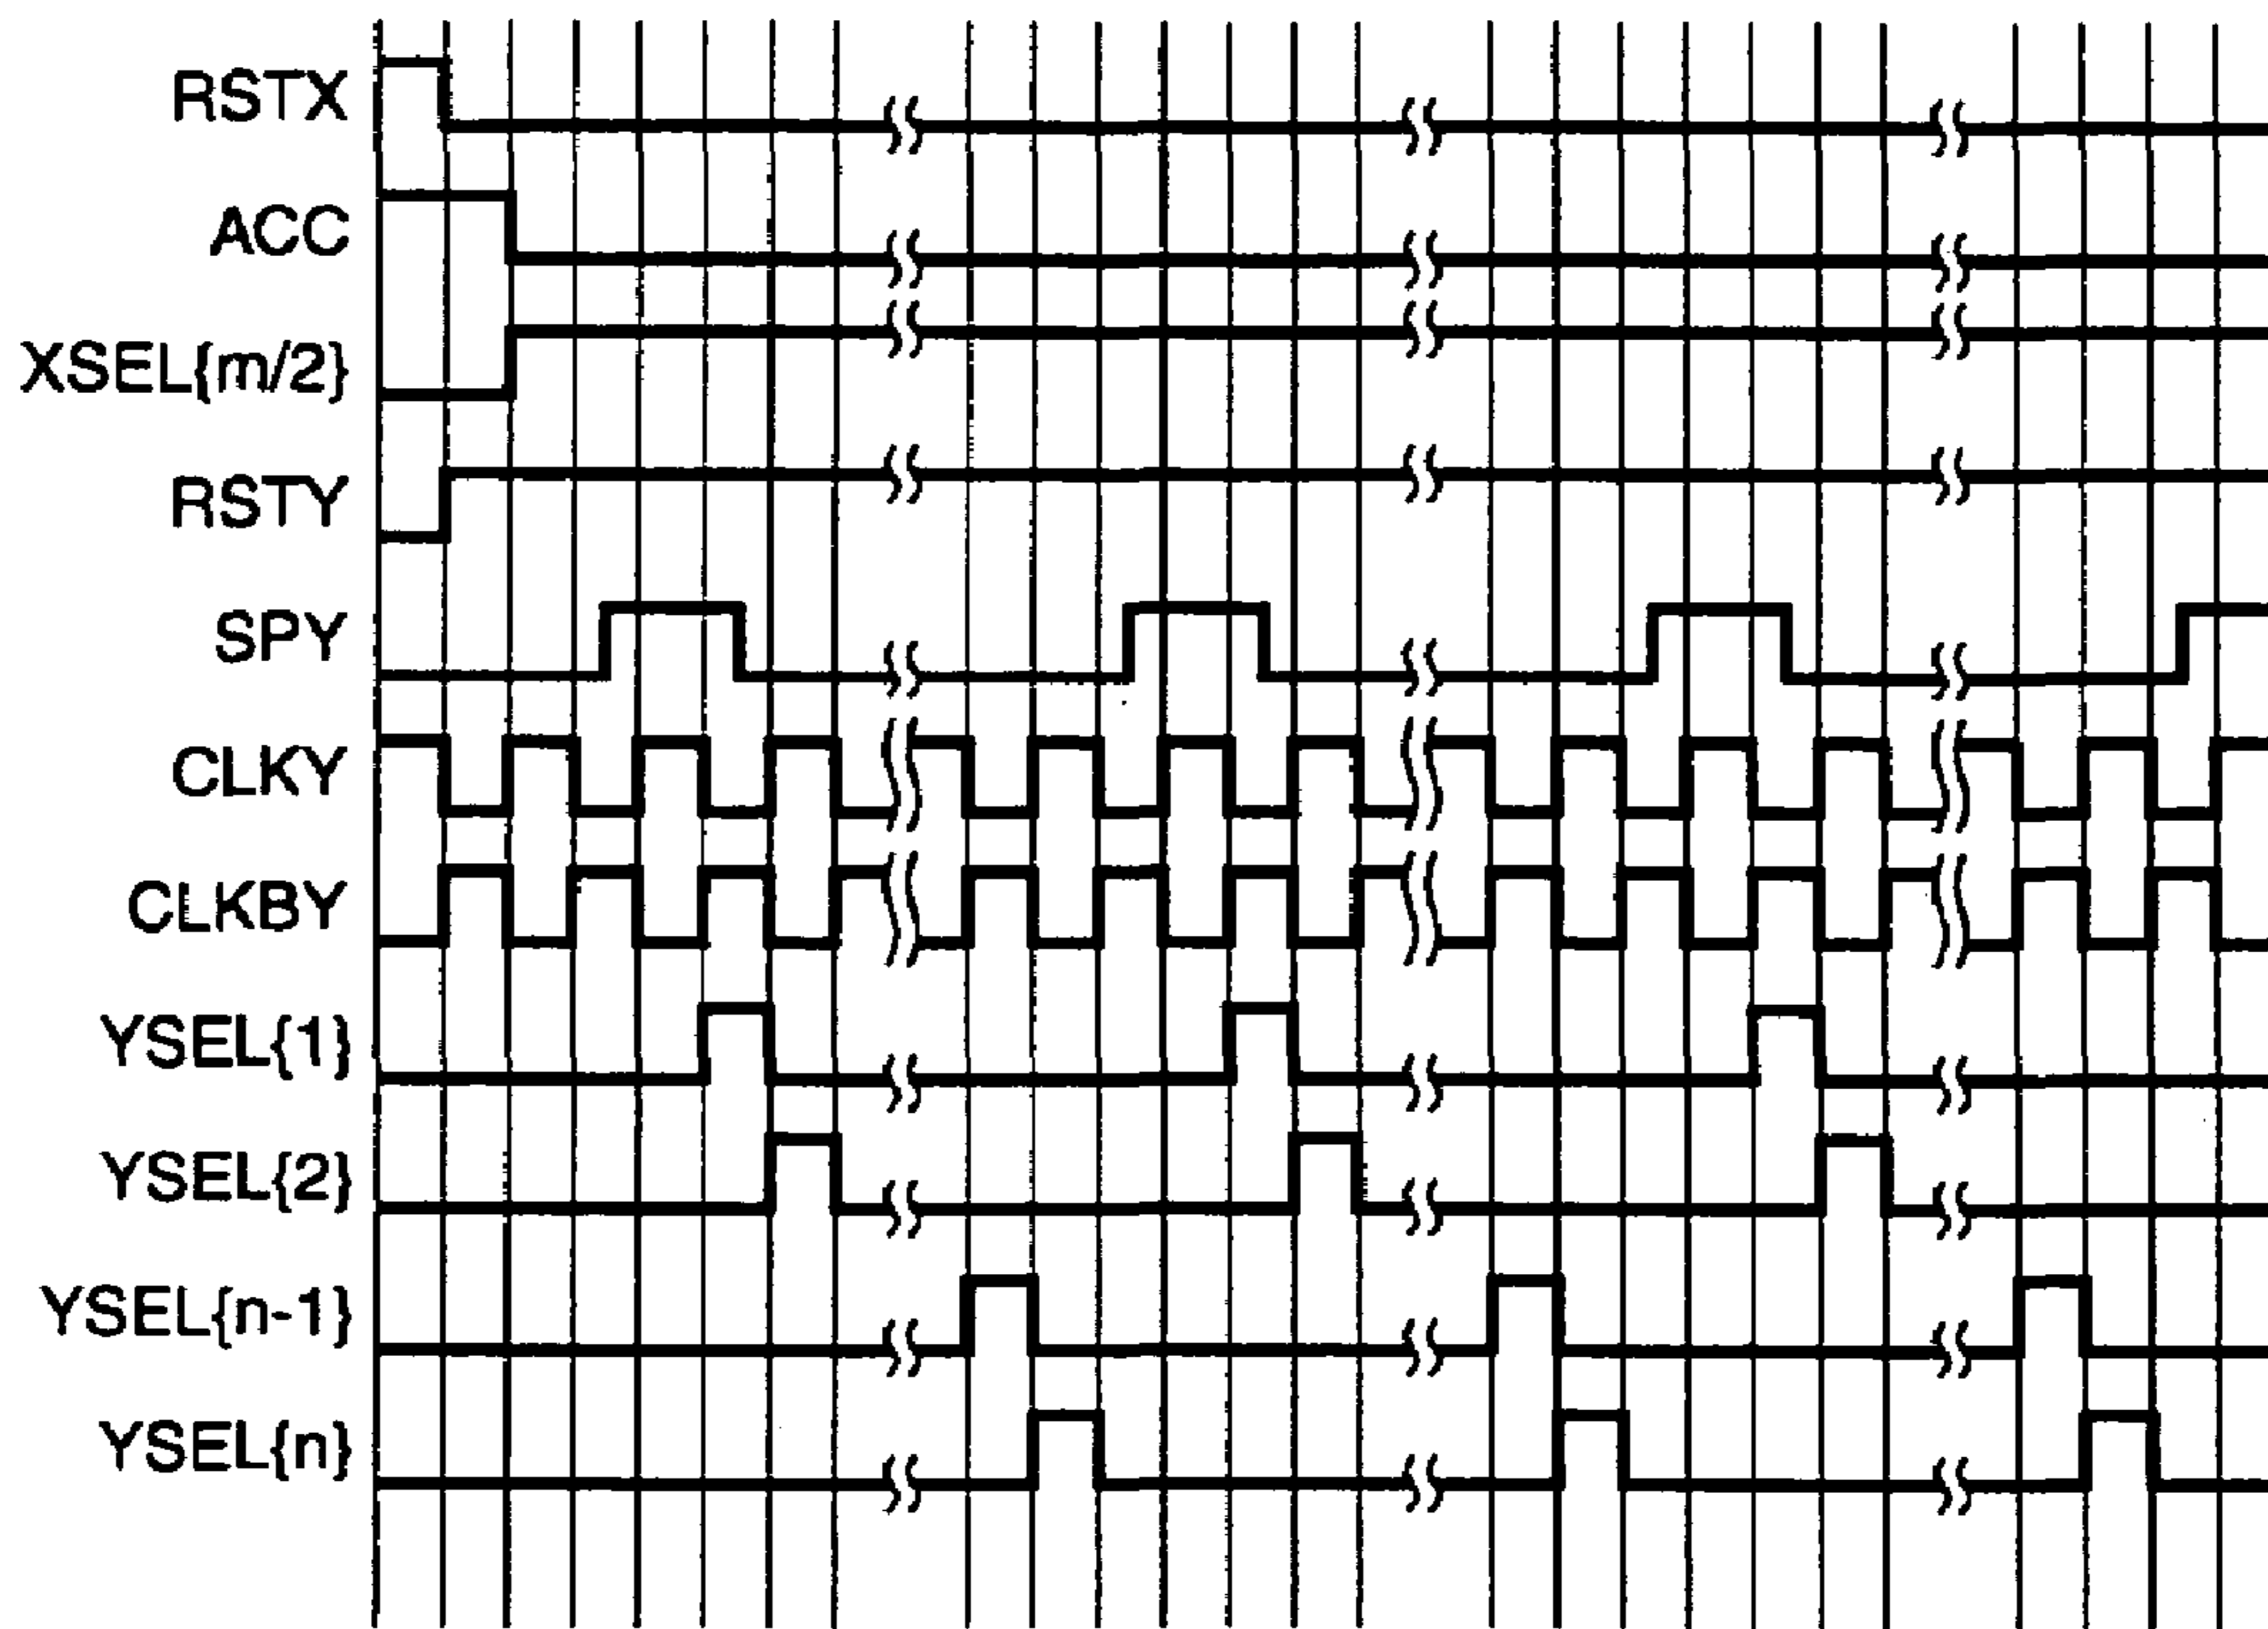 RSTX
ACC
XSEL{m/2}
RSTY
SPY
CLKY
CLKBY
YSEL{1}
YSEL{2}
YSEL{n-1}
YSEL{n}